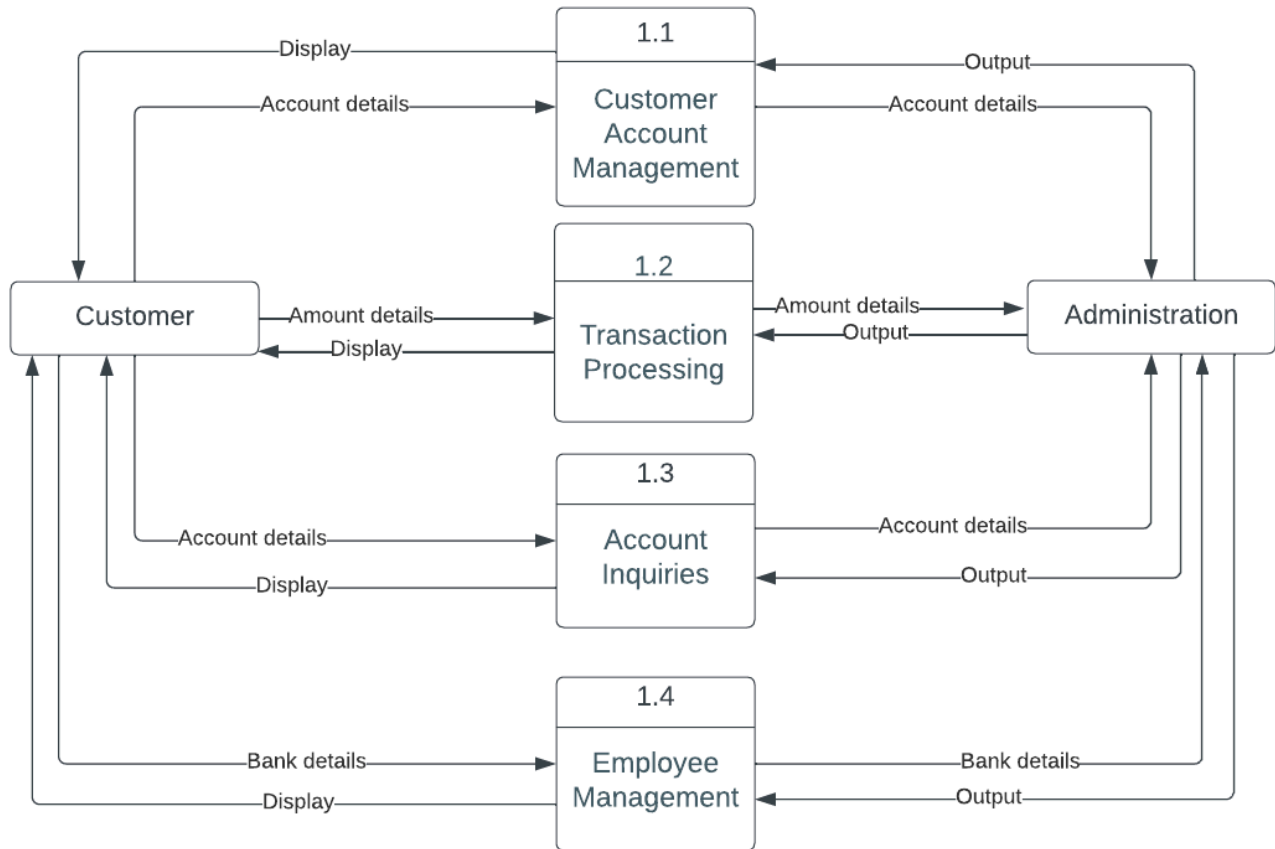 1.1
Display
Output
Account details
Customer
Account
Management
Account details
1.2
Customer
Amount details
Display
Transaction
Processing
Amount details
Output
Administration
1.3
Account details
Display
Account
Inquiries
Account details
Output
1.4
Bank details
Display
Employee
Management
Bank details
Output